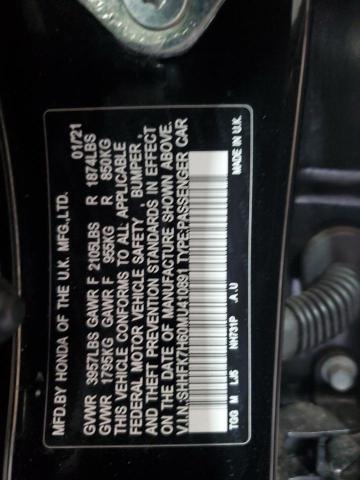 MFD.BY HONDA OF THE U.K. MFG.,LTD. 01/21
GVWR 3957LBS GAWR F 2105LBS R 1874LBS
GVWR 1795KG GAWR F 955KG R 850KG
THIS VEHICLE CONFORMS TO ALL APPLICABLE
FEDERAL MOTOR VEHICLE SAFETY, BUMPER,
AND THEFT PREVENTION STANDARDS IN EFFECT
ON THE DATE OF MANUFACTURE SHOWN ABOVE.
V.I.N.:SHHFK7H60MU410891 TYPE:PASSENGER CAR
TGG M LJ5 NH731P .A.U MADE IN U.K.